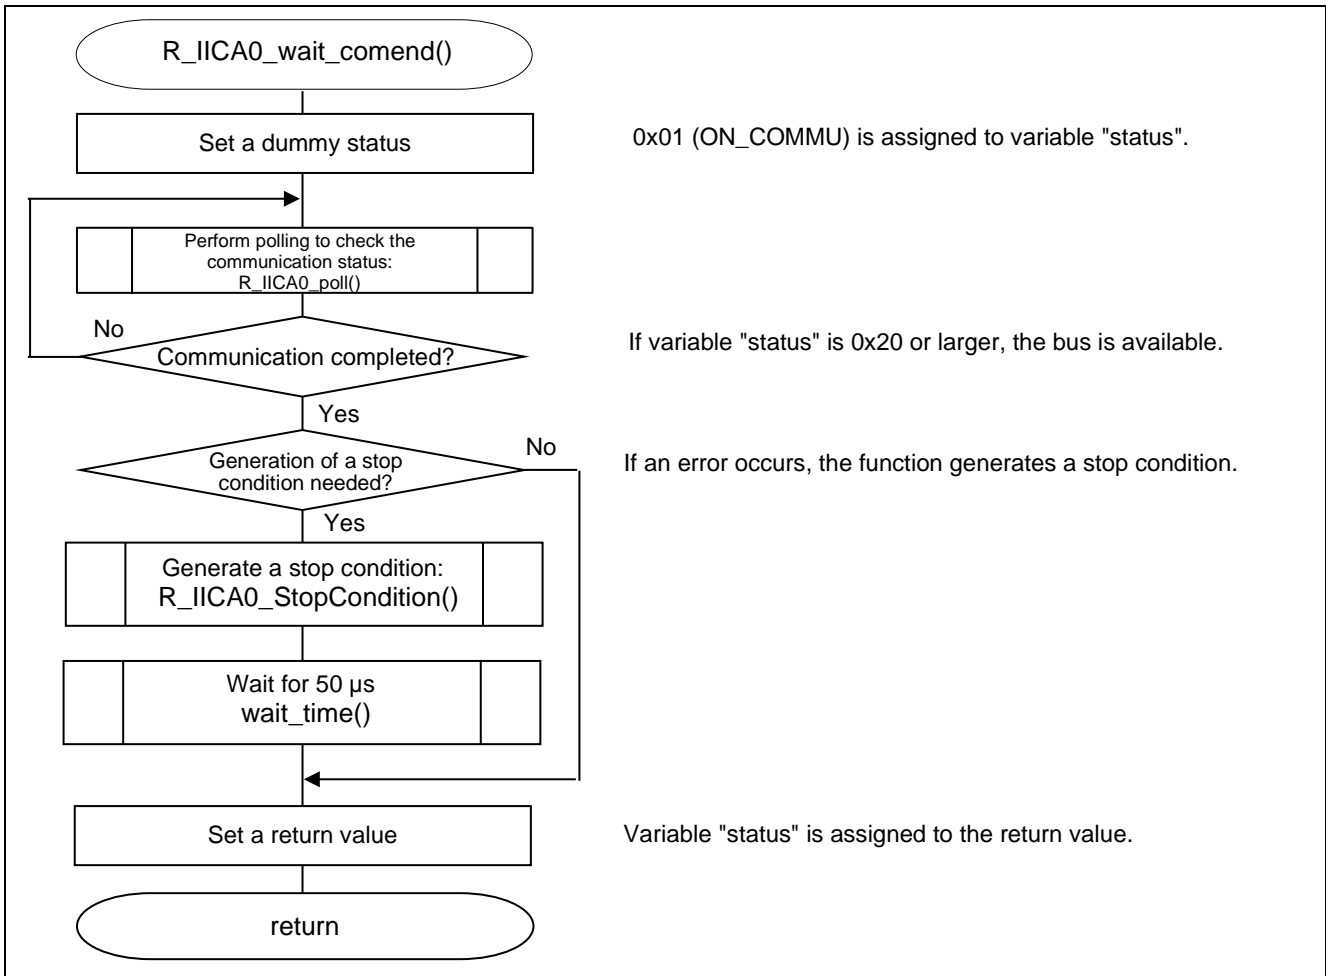 R_IICA0_wait_comend()
Set a dummy status
0x01 (ON_COMMU) is assigned to variable "status".
Perform polling to check the
communication status:
R_IICA0_poll()
No
Communication completed?
If variable "status" is 0x20 or larger, the bus is available.
Yes
No
Generation of a stop
condition needed?
If an error occurs, the function generates a stop condition.
Yes
Generate a stop condition:
R_IICA0_StopCondition()
Wait for 50 µs
wait_time()
Set a return value
Variable "status" is assigned to the return value.
return